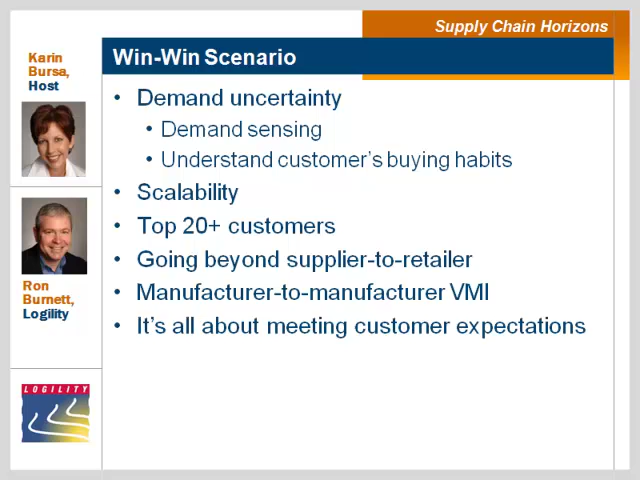 Supply Chain Horizons
Karin
Bursa,
Host
Win-Win Scenario
• Demand uncertainty
• Demand sensing
• Understand customer's buying habits
• Scalability
• Top 20+ customers
• Going beyond supplier-to-retailer
• Manufacturer-to-manufacturer VMI
• It's all about meeting customer expectations
Ron
Burnett,
Logility
LOGILITY